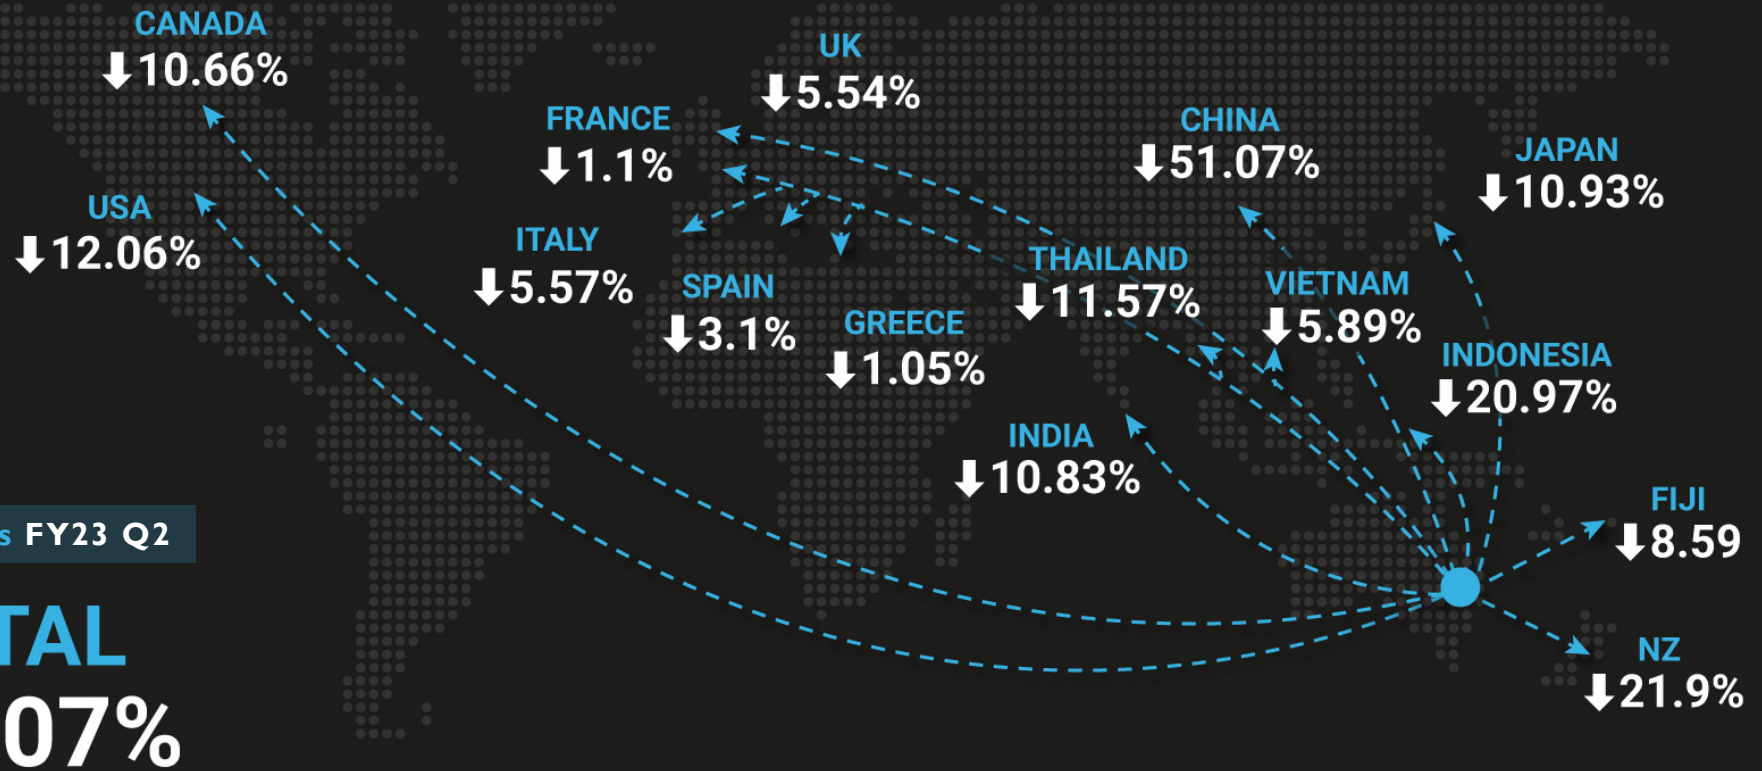 CANADA
10.66%
UK
5.54%
FRANCE
1.1%
CHINA
51.07%
JAPAN
10.93%
USA
12.06%
ITALY
5.57%
SPAIN
3.1%
GREECE
1.05%
THAILAND
11.57%
VIETNAM
5.89%
INDONESIA
20.97%
INDIA
10.83%
FIJI
8.59
s FY23 Q2
TAL
07%
NZ
21.9%